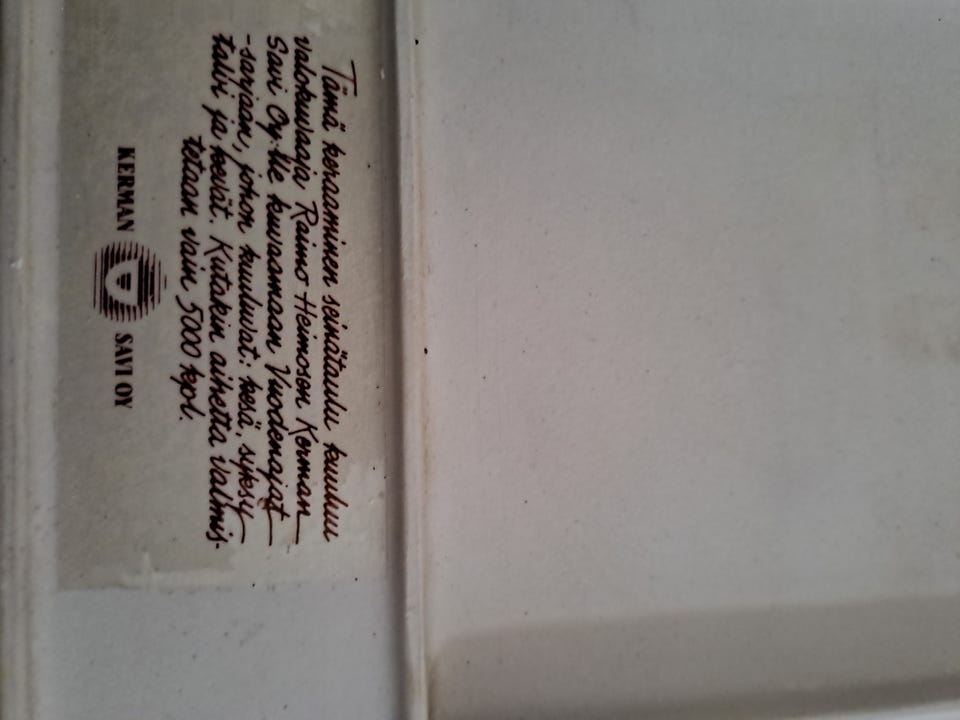 Tämä keraaminen seinätaulu kuuluu
valokuvaaja Raimo Heimosen Kerman
Savi Oy:lle kuvaamaan Vuodenajat
-sarjaan, johon kuuluvat: kesä, syksy
talvi ja kevät. Kutakin aihetta valmis-
tetaan vain 5000 kpl.
KERMAN SAVI OY